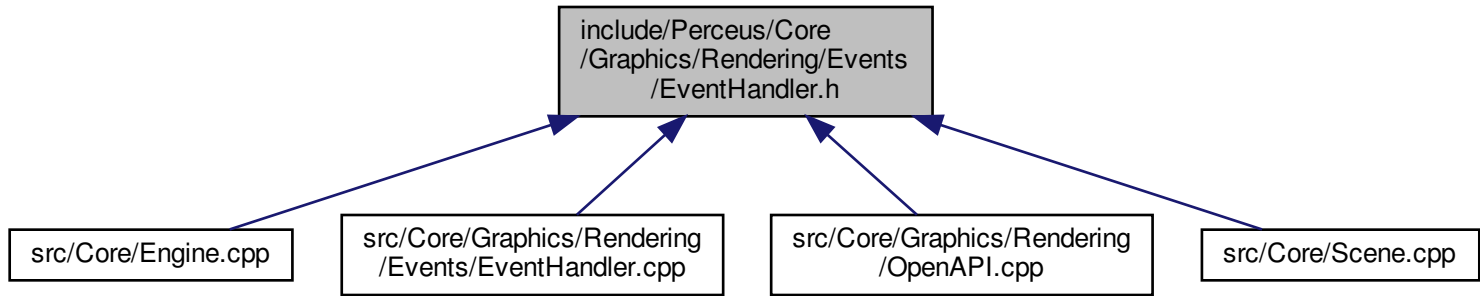 include/Perceus/Core
/Graphics/Rendering/Events
/EventHandler.h
src/Core/Engine.cpp
src/Core/Graphics/Rendering
/Events/EventHandler.cpp
src/Core/Graphics/Rendering
/OpenAPI.cpp
src/Core/Scene.cpp